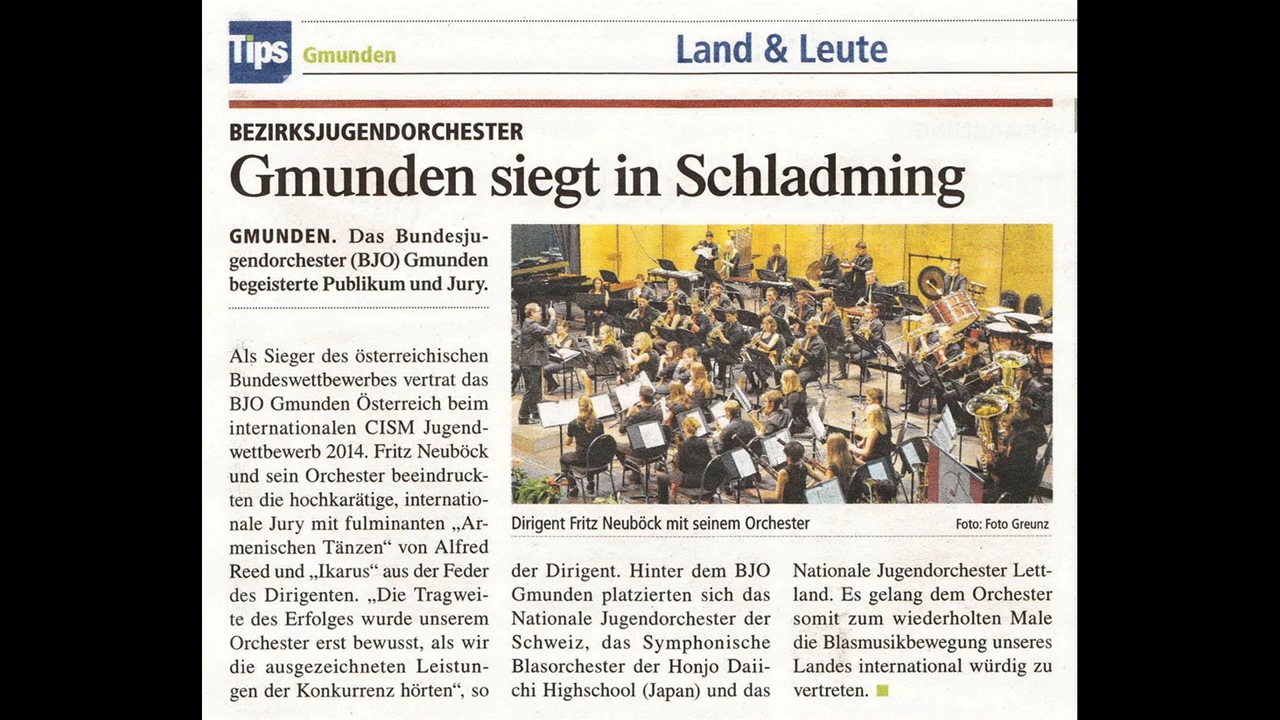 Tips Gmunden
Land & Leute
BEZIRKSJUGENDORCHESTER
Gmunden siegt in Schladming
GMUNDEN. Das Bundesju-
gendorchester (BJO) Gmunden
begeisterte Publikum und Jury.
Als Sieger des österreichischen
Bundeswettbewerbes vertrat das
BJO Gmunden Österreich beim
internationalen CISM Jugend-
wettbewerb 2014. Fritz Neuböck
und sein Orchester beeindruck-
ten die hochkarätige, internatio-
nale Jury mit fulminanten „Ar-
menischen Tänzen“ von Alfred
Reed und „Ikarus“ aus der Feder
des Dirigenten. „Die Tragwei-
te des Erfolges wurde unserem
Orchester erst bewusst, als wir
die ausgezeichneten Leistun-
gen der Konkurrenz hörten“, so
Dirigent Fritz Neuböck mit seinem Orchester
Foto: Foto Greunz
der Dirigent. Hinter dem BJO
Gmunden platzierten sich das
Nationale Jugendorchester der
Schweiz, das Symphonische
Blasorchester der Honjo Daii-
chi Highschool (Japan) und das
Nationale Jugendorchester Lett-
land. Es gelang dem Orchester
somit zum wiederholten Male
die Blasmusikbewegung unseres
Landes international würdig zu
vertreten.